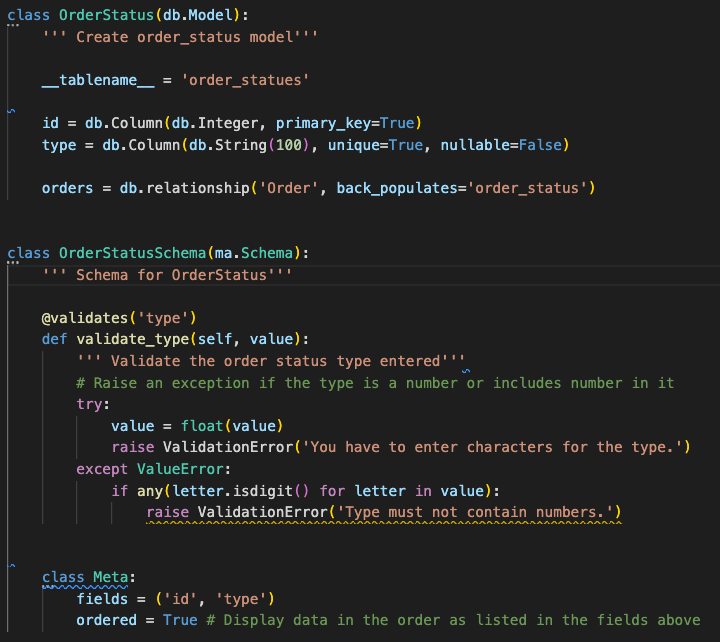 class OrderStatus(db.Model):
    ''' Create order_status model'''
    __tablename__ = 'order_statues'
    id = db.Column(db.Integer, primary_key=True)
    type = db.Column(db.String(100), unique=True, nullable=False)
    orders = db.relationship('Order', back_populates='order_status')
class OrderStatusSchema(ma.Schema):
    ''' Schema for OrderStatus'''
    @validates('type')
    def validate_type(self, value):
        ''' Validate the order status type entered'''
        # Raise an exception if the type is a number or includes number in it
        try:
            value = float(value)
            raise ValidationError('You have to enter characters for the type.')
        except ValueError:
            if any(letter.isdigit() for letter in value):
                raise ValidationError('Type must not contain numbers.')
    class Meta:
        fields = ('id', 'type')
        ordered = True # Display data in the order as listed in the fields above